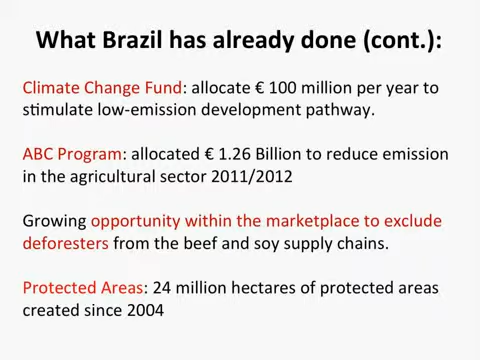 What Brazil has already done (cont.):
Climate Change Fund: allocate € 100 million per year to
stimulate low-emission development pathway.
ABC Program: allocated € 1.26 Billion to reduce emission
in the agricultural sector 2011/2012
Growing opportunity within the marketplace to exclude
deforesters from the beef and soy supply chains.
Protected Areas: 24 million hectares of protected areas
created since 2004